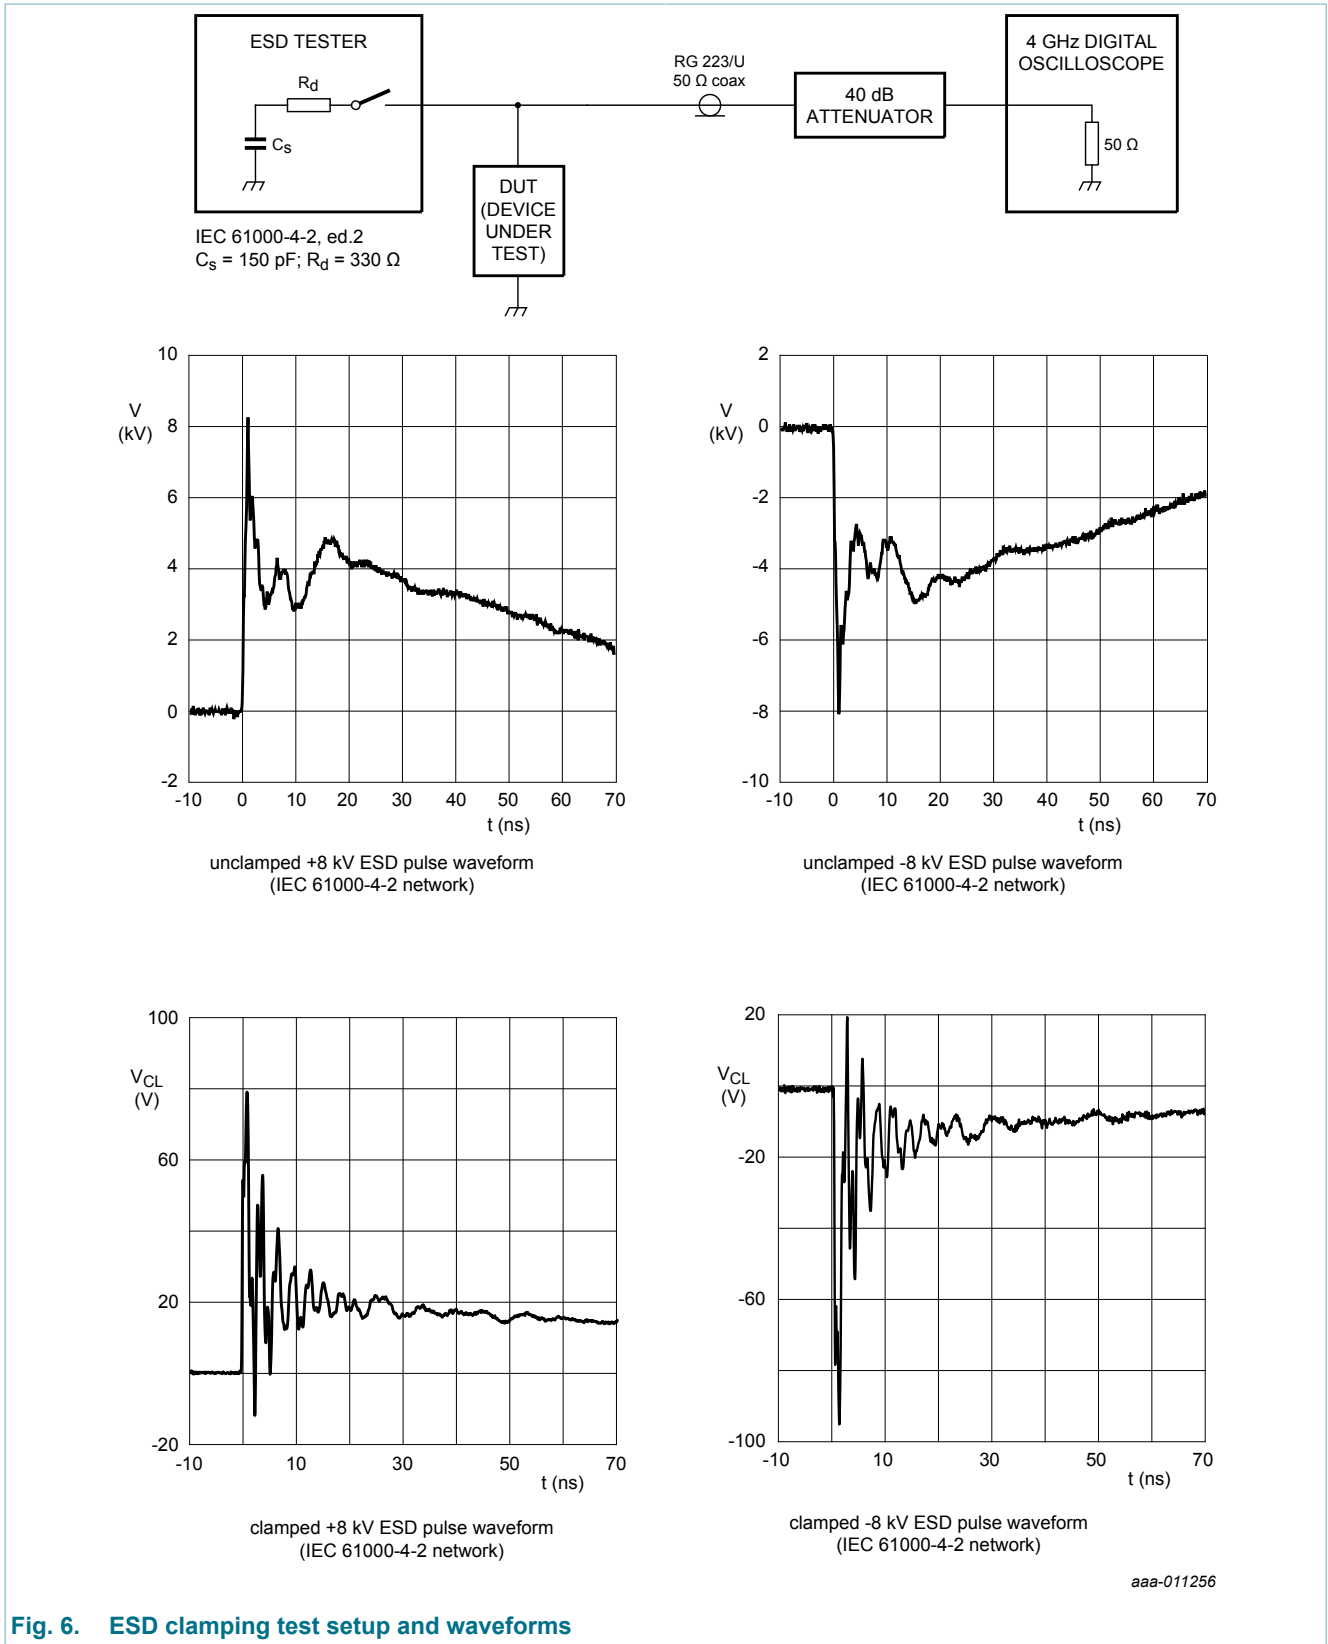 ESD TESTER
Rd
Cs
IEC 61000-4-2, ed.2
Cs = 150 pF; Rd = 330 Ω
DUT
(DEVICE
UNDER
TEST)
RG 223/U
50 Ω coax
40 dB
ATTENUATOR
4 GHz DIGITAL
OSCILLOSCOPE
50 Ω
10
8
6
4
2
0
-2
V
(kV)
-10 0 10 20 30 40 50 60 70
t (ns)
unclamped +8 kV ESD pulse waveform
(IEC 61000-4-2 network)
2
0
-2
-4
-6
-8
-10
V
(kV)
-10 0 10 20 30 40 50 60 70
t (ns)
unclamped -8 kV ESD pulse waveform
(IEC 61000-4-2 network)
100
60
20
-20
VCL
(V)
-10 10 30 50 70
t (ns)
clamped +8 kV ESD pulse waveform
(IEC 61000-4-2 network)
20
-20
-60
-100
VCL
(V)
-10 10 30 50 70
t (ns)
clamped -8 kV ESD pulse waveform
(IEC 61000-4-2 network)
aaa-011256
Fig. 6. ESD clamping test setup and waveforms